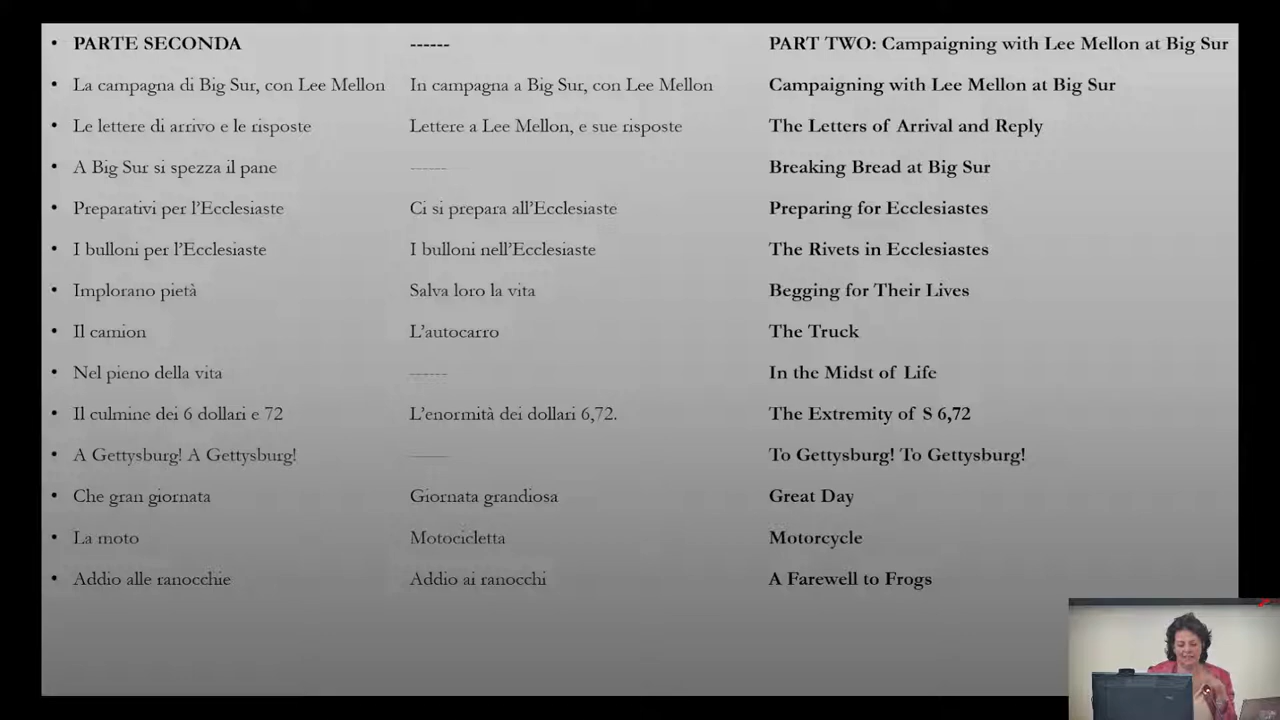 • PARTE SECONDA ------ PART TWO: Campaigning with Lee Mellon at Big Sur
• La campagna di Big Sur, con Lee Mellon In campagna a Big Sur, con Lee Mellon Campaigning with Lee Mellon at Big Sur
• Le lettere di arrivo e le risposte Lettere a Lee Mellon, e sue risposte The Letters of Arrival and Reply
• A Big Sur si spezza il pane ------ Breaking Bread at Big Sur
• Preparativi per l’Ecclesiaste Ci si prepara all’Ecclesiaste Preparing for Ecclesiastes
• I bulloni per l’Ecclesiaste I bulloni nell’Ecclesiaste The Rivets in Ecclesiastes
• Implorano pietà Salva loro la vita Begging for Their Lives
• Il camion L’autocarro The Truck
• Nel pieno della vita ------ In the Midst of Life
• Il culmine dei 6 dollari e 72 L’enormità dei dollari 6,72. The Extremity of $ 6,72
• A Gettysburg! A Gettysburg! ------ To Gettysburg! To Gettysburg!
• Che gran giornata Giornata grandiosa Great Day
• La moto Motocicletta Motorcycle
• Addio alle ranocchie Addio ai ranocchi A Farewell to Frogs